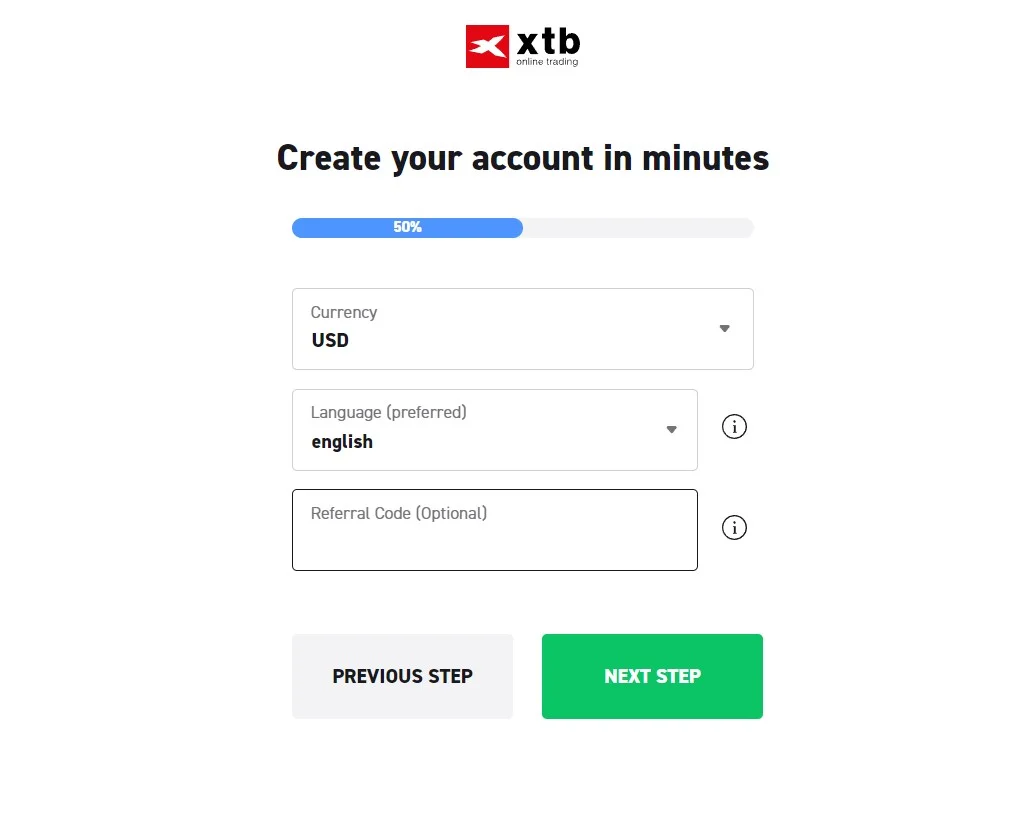 xtb
online trading
Create your account in minutes
50%
Currency
USD
Language (preferred)
english
i
Referral Code (Optional)
i
PREVIOUS STEP
NEXT STEP